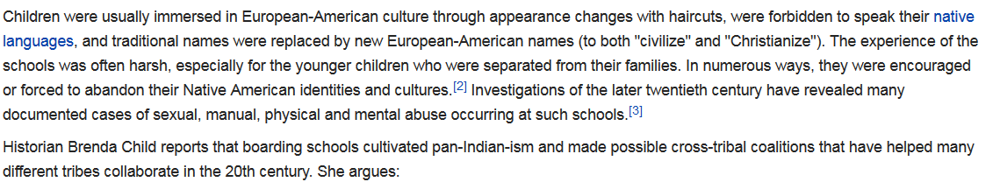 Children were usually immersed in European-American culture through appearance changes with haircuts, were forbidden to speak their native
languages, and traditional names were replaced by new European-American names (to both "civilize" and "Christianize"). The experience of the
schools was often harsh, especially for the younger children who were separated from their families. In numerous ways, they were encouraged
or forced to abandon their Native American identities and cultures.[2] Investigations of the later twentieth century have revealed many
documented cases of sexual, manual, physical and mental abuse occurring at such schools.[3]
Historian Brenda Child reports that boarding schools cultivated pan-Indian-ism and made possible cross-tribal coalitions that have helped many
different tribes collaborate in the 20th century. She argues: